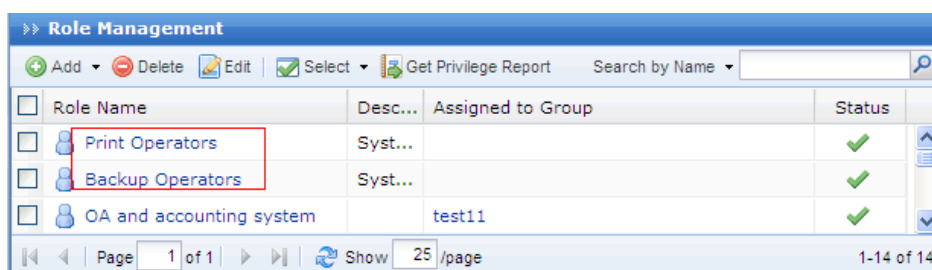 Role Management
Add Delete Edit Select Get Privilege Report Search by Name
Role Name Desc... Assigned to Group Status
Print Operators Syst...
Backup Operators Syst...
OA and accounting system test11
Page 1 of 1 Show 25 /page 1-14 of 14